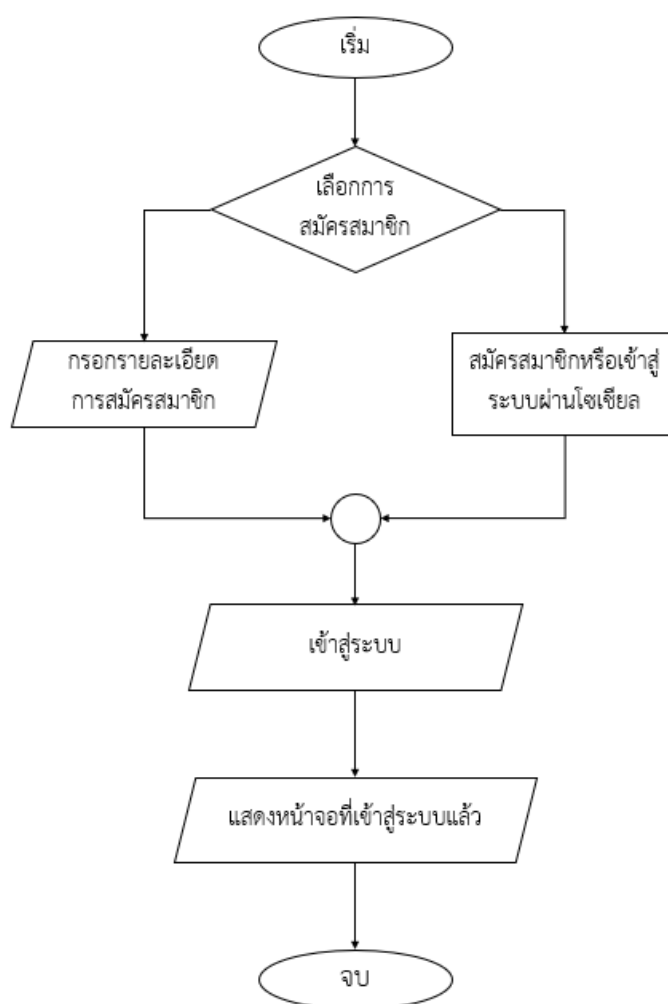 เริ่ม
เลือกการ
สมัครสมาชิก
กรอกรายละเอียด
การสมัครสมาชิก
สมัครสมาชิกหรือเข้าสู่
ระบบผ่านโซเชียล
เข้าสู่ระบบ
แสดงหน้าจอที่เข้าสู่ระบบแล้ว
จบ